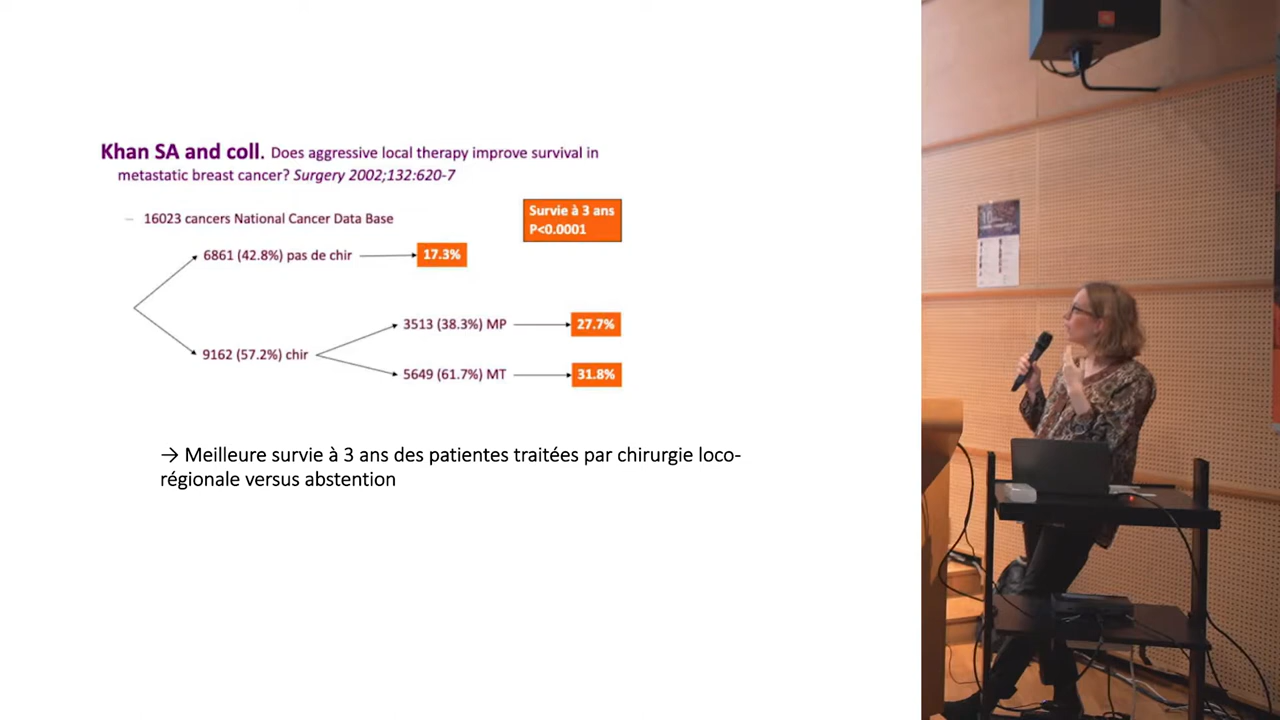 Khan SA and coll. Does aggressive local therapy improve survival in
metastatic breast cancer? Surgery 2002;132:620-7
– 16023 cancers National Cancer Data Base
Survie à 3 ans
P<0.0001
6861 (42.8%) pas de chir
17.3%
3513 (38.3%) MP
27.7%
9162 (57.2%) chir
5649 (61.7%) MT
31.8%
→ Meilleure survie à 3 ans des patientes traitées par chirurgie loco-
régionale versus abstention